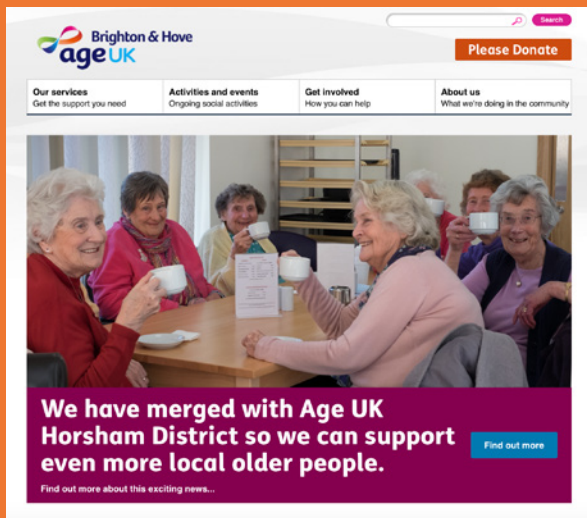 Search
Brighton & Hove
age UK
Please Donate
Our services
Get the support you need
Activities and events
Ongoing social activities
Get involved
How you can help
About us
What we're doing in the community
We have merged with Age UK
Horsham District so we can support
even more local older people.
Find out more
Find out more about this exciting news...